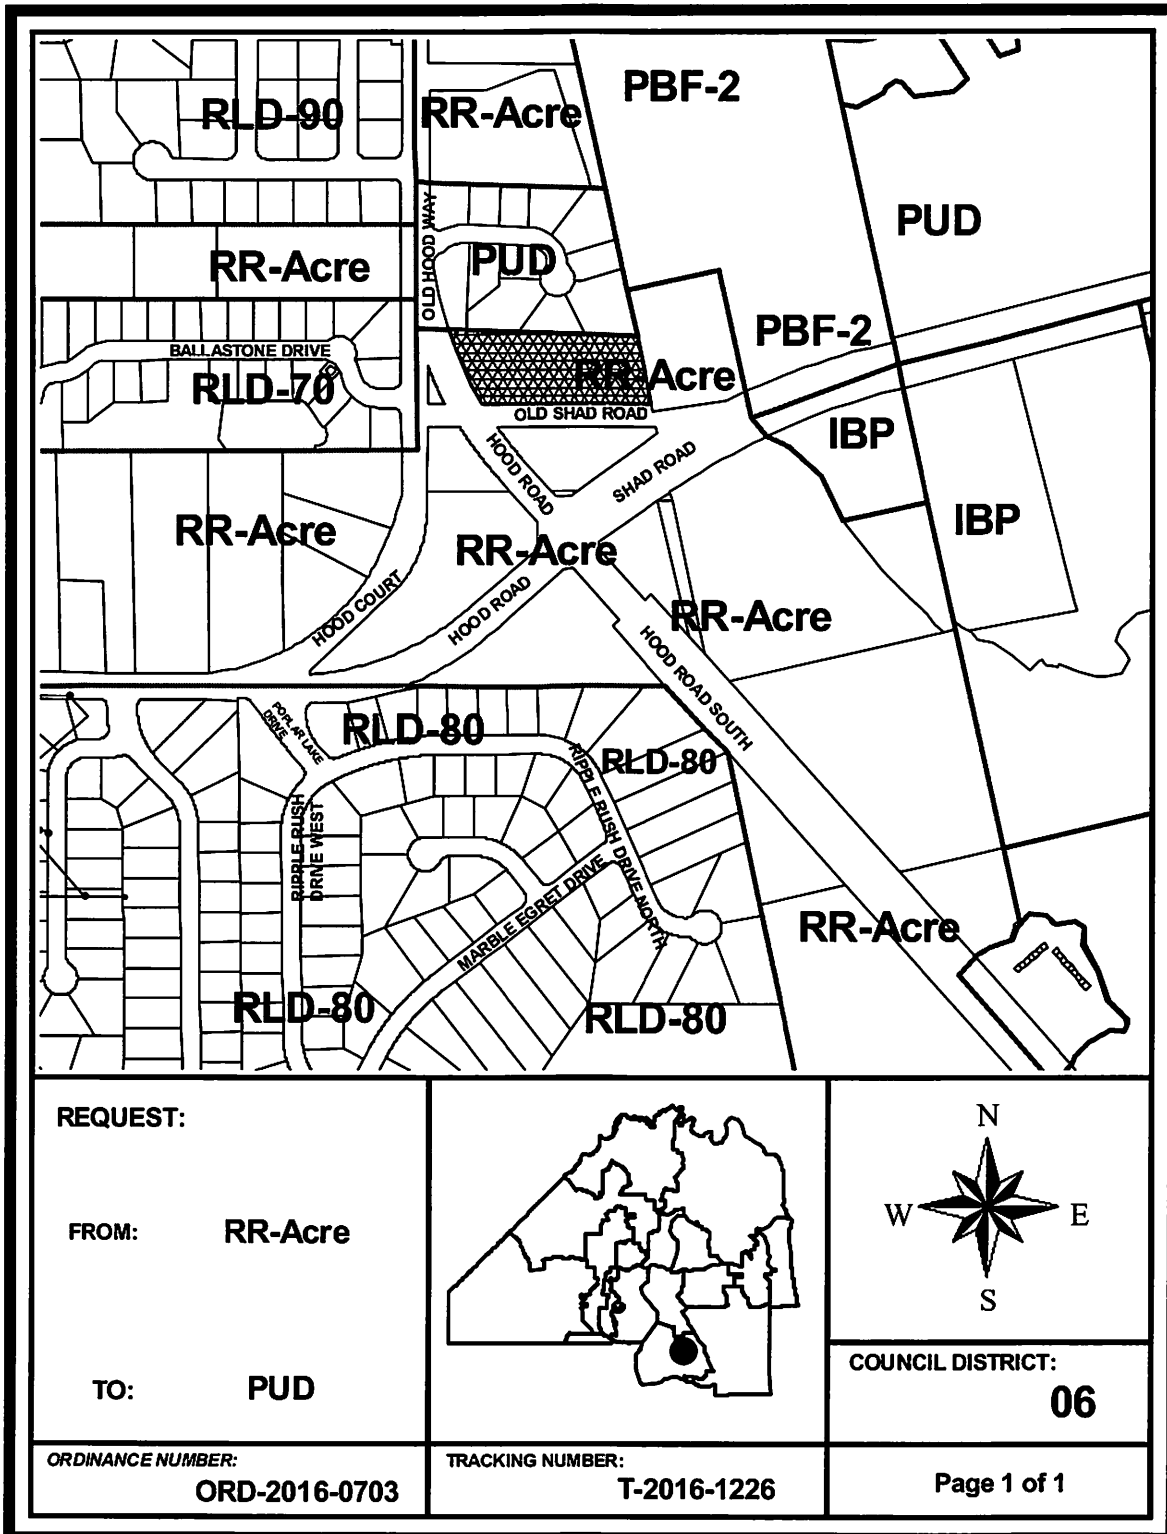 RLD-90
RR-Acre
PBF-2
PUD
OLD HOOD WAY
RR-Acre
PUD
PBF-2
BALLASTONE DRIVE
RLD-70
RR-Acre
OLD SHAD ROAD
IBP
HOOD ROAD
SHAD ROAD
IBP
RR-Acre
RR-Acre
HOOD COURT
HOOD ROAD
RR-Acre
HOOD ROAD SOUTH
POPLAR LAKE
DRIVE
RLD-80
RLD-80
RIPPLE RUSH DRIVE NORTH
RIPPLE RUSH
DRIVE WEST
MARBLE EGRET DRIVE
RR-Acre
RLD-80
RLD-80
REQUEST:
FROM: RR-Acre
TO: PUD
N
W E
S
COUNCIL DISTRICT:
06
ORDINANCE NUMBER:
ORD-2016-0703
TRACKING NUMBER:
T-2016-1226
Page 1 of 1